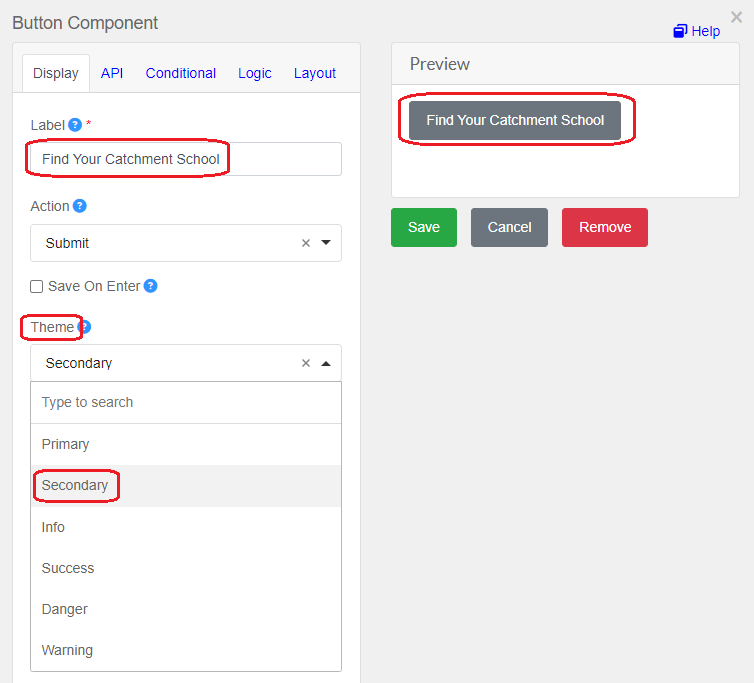 Button Component
Help
Display API Conditional Logic Layout
Label *
Find Your Catchment School
Action
Submit
Save On Enter
Theme
Secondary
Type to search
Primary
Secondary
Info
Success
Danger
Warning
Preview
Find Your Catchment School
Save Cancel Remove